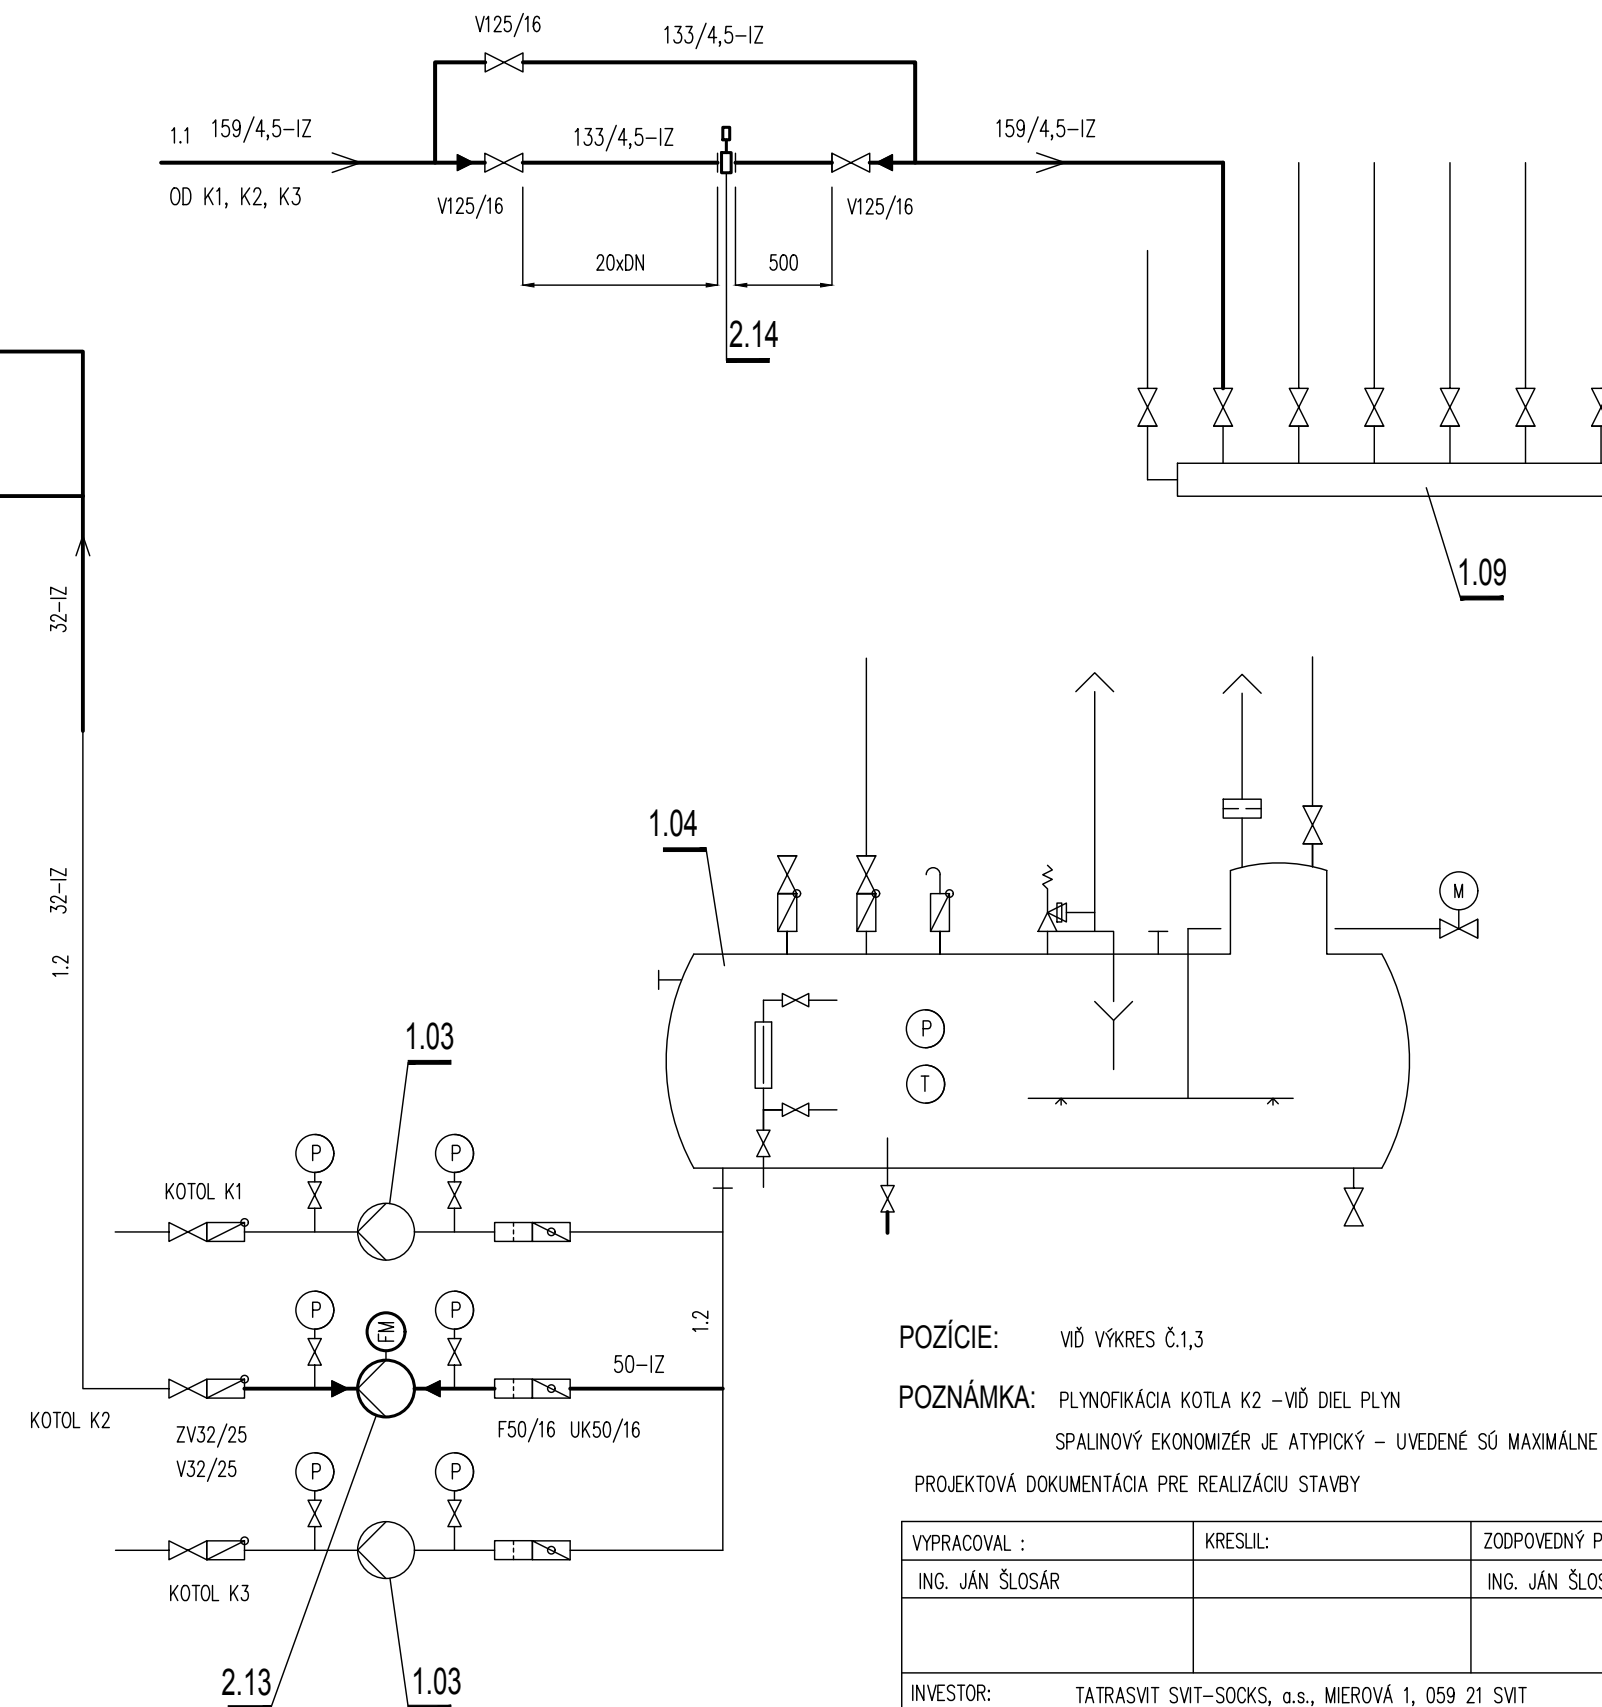 V125/16
133/4,5-IZ
1.1 159/4,5-IZ
133/4,5-IZ
159/4,5-IZ
OD K1, K2, K3
V125/16
V125/16
20xDN
500
2.14
1.09
32-IZ
32-IZ
1.2
1.04
M
P
T
1.03
P
P
KOTOL K1
P
P
FM
1.2
50-IZ
KOTOL K2
ZV32/25
V32/25
F50/16 UK50/16
P
P
KOTOL K3
2.13
1.03
POZÍCIE: VIĎ VÝKRES Č.1,3
POZNÁMKA: PLYNOFIKÁCIA KOTLA K2 -VIĎ DIEL PLYN
SPALINOVÝ EKONOMIZÉR JE ATYPICKÝ - UVEDENÉ SÚ MAXIMÁLNE
PROJEKTOVÁ DOKUMENTÁCIA PRE REALIZÁCIU STAVBY
VYPRACOVAL : KRESLIL: ZODPOVEDNÝ P
ING. JÁN ŠLOSÁR ING. JÁN ŠLOS
INVESTOR: TATRASVIT SVIT-SOCKS, a.s., MIEROVÁ 1, 059 21 SVIT